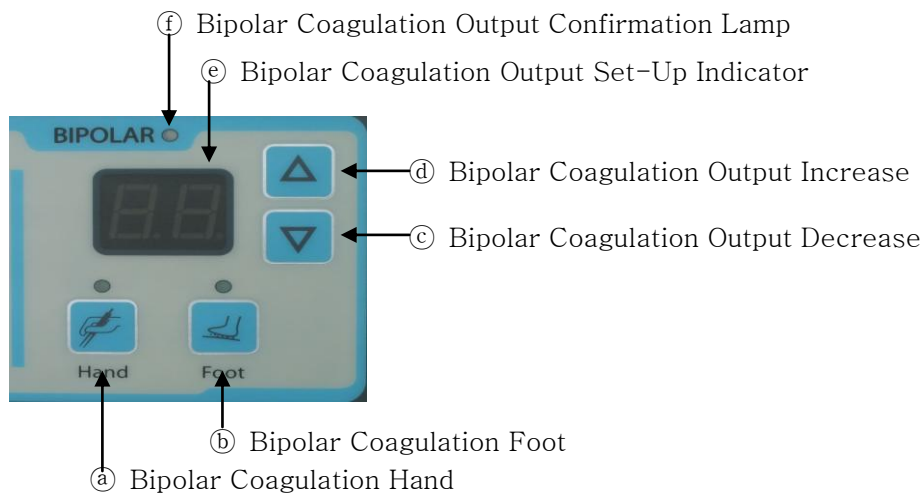 ⓕ Bipolar Coagulation Output Confirmation Lamp
ⓔ Bipolar Coagulation Output Set-Up Indicator
BIPOLAR
ⓓ Bipolar Coagulation Output Increase
ⓒ Bipolar Coagulation Output Decrease
Hand Foot
ⓑ Bipolar Coagulation Foot
ⓐ Bipolar Coagulation Hand